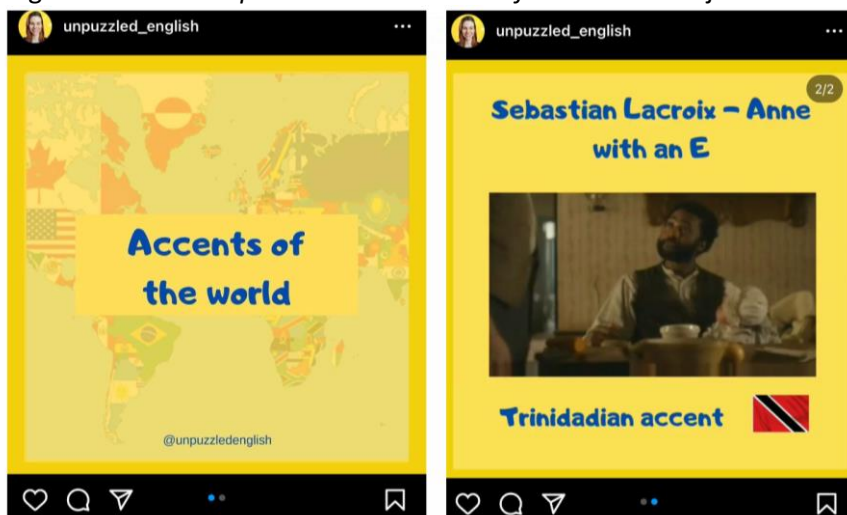 unpuzzled_english
Accents of
the world
@unpuzzledenglish
unpuzzled_english
2/2
Sebastian Lacroix – Anne
with an E
Trinidadian accent